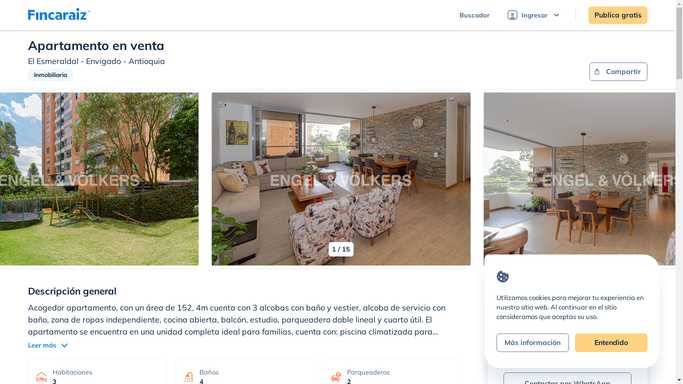 Fincaraiz
Buscador
Ingresar
Publica gratis
Apartamento en venta
El Esmeraldal - Envigado - Antioquia
Inmobiliaria
Compartir
ENGEL & VÖLKERS
ENGEL & VÖLKERS
ENGEL & VÖLKERS
1 / 15
Descripción general
Acogedor apartamento, con un área de 152, 4m cuenta con 3 alcobas con baño y vestier, alcoba de servicio con
baño, zona de ropas independiente, cocina abierta, balcón, estudio, parqueadero doble lineal y cuarto útil. El
apartamento se encuentra en una unidad completa ideal para familias, cuenta con: piscina climatizada para...
Leer más
Habitaciones
3
Baños
4
Parqueaderos
2
Utilizamos cookies para mejorar tu experiencia en
nuestro sitio web. Al continuar en el sitio
consideramos que aceptas su uso.
Más información
Entendido
Contactar por WhatsApp